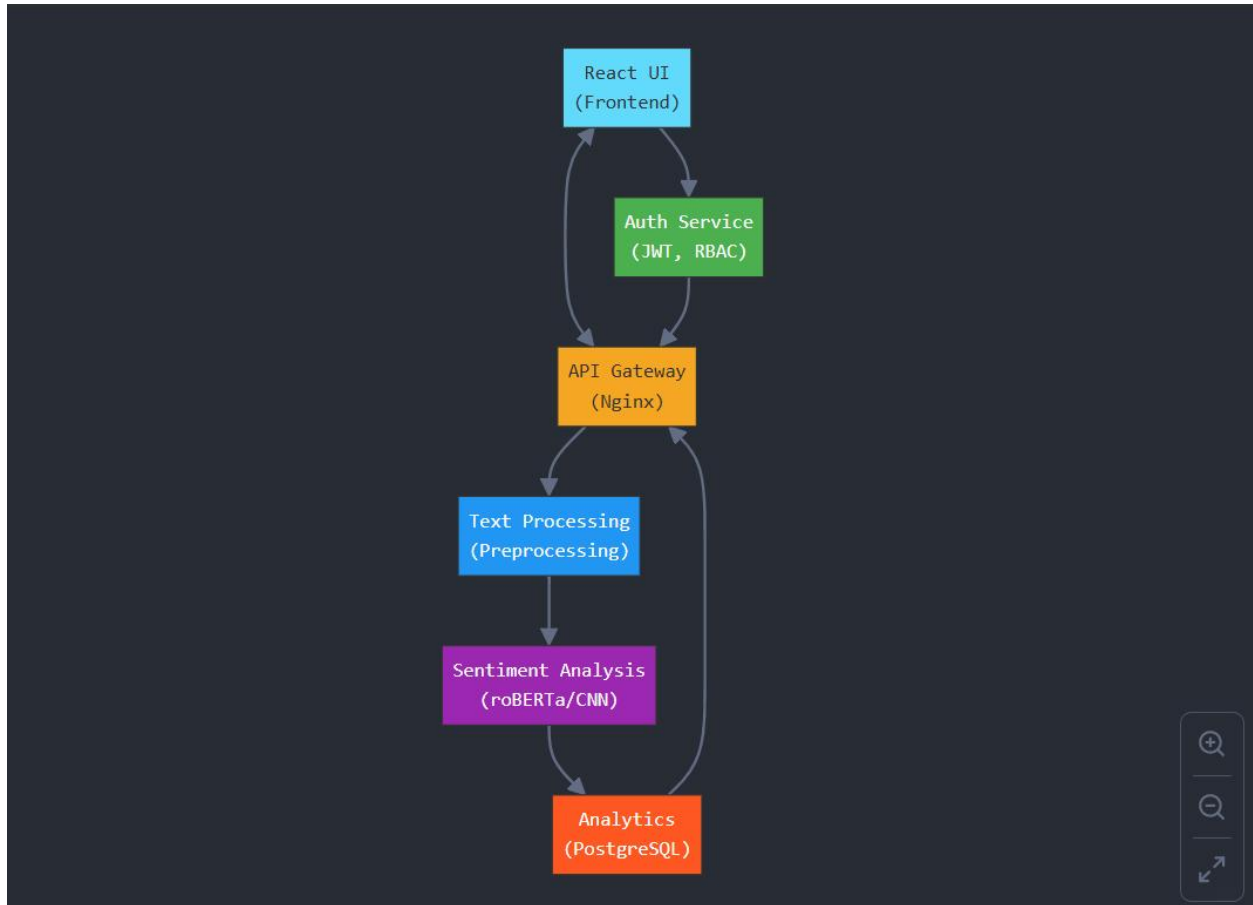 React UI
(Frontend)
Auth Service
(JWT, RBAC)
API Gateway
(Nginx)
Text Processing
(Preprocessing)
Sentiment Analysis
(roBERTa/CNN)
Analytics
(PostgreSQL)